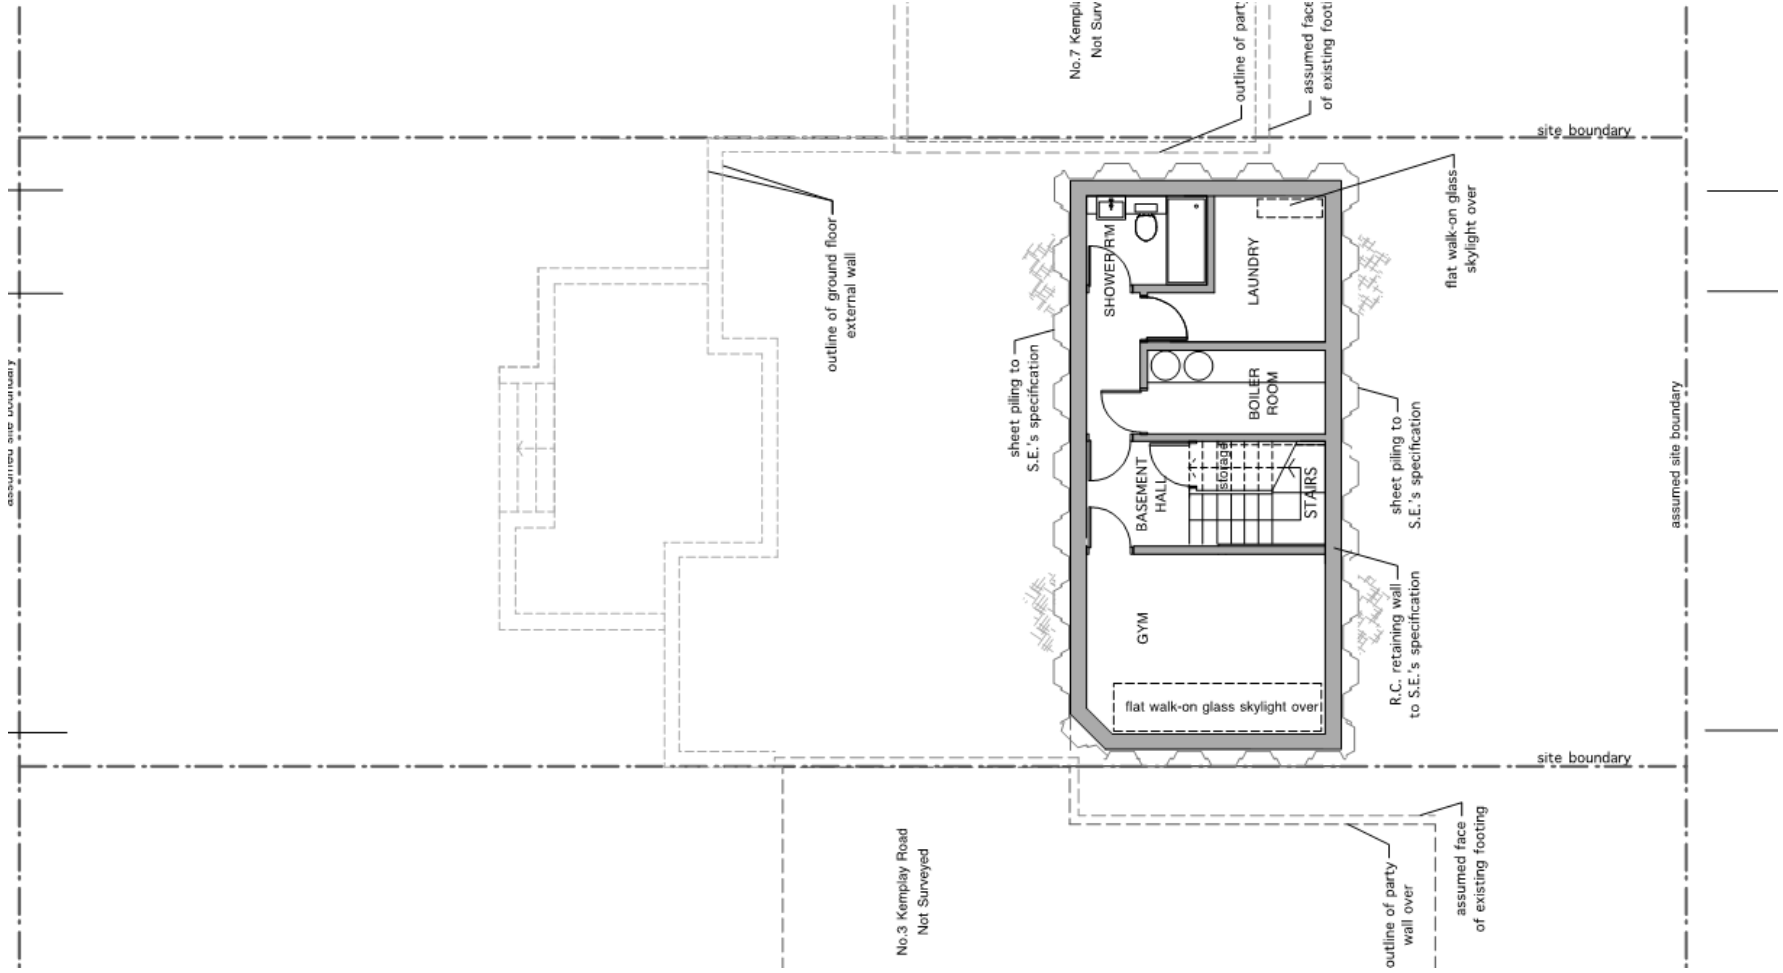 No.7 Kempl
Not Surv
outline of party
assumed face
of existing footi
site boundary
flat walk-on glass
skylight over
outline of ground floor
external wall
SHOWER R'M
LAUNDRY
sheet piling to
S.E.'s specification
BOILER
ROOM
assumed site boundary
assumed site boundary
sheet piling to
S.E.'s specification
BASEMENT
HALL
storage
STAIRS
R.C. retaining wall
to S.E.'s specification
GYM
flat walk-on glass skylight over
site boundary
No.3 Kemplay Road
Not Surveyed
outline of party
wall over
assumed face
of existing footing